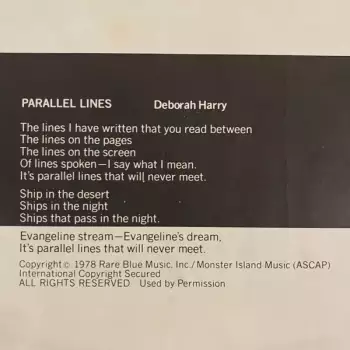 PARALLEL LINES Deborah Harry
The lines I have written that you read between
The lines on the pages
The lines on the screen
Of lines spoken—I say what I mean.
It's parallel lines that will never meet.
Ship in the desert
Ships in the night
Ships that pass in the night.
Evangeline stream—Evangeline's dream,
It's parallel lines that will never meet.
Copyright © 1978 Rare Blue Music, Inc./Monster Island Music (ASCAP)
International Copyright Secured
ALL RIGHTS RESERVED Used by Permission